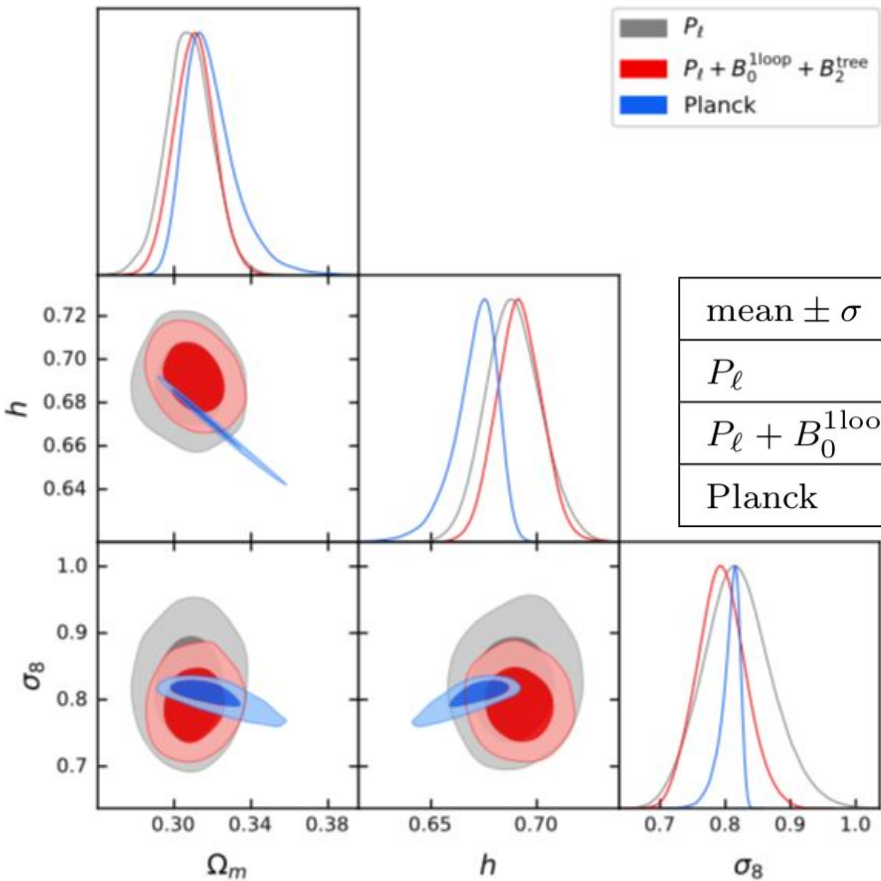 P_ℓ
P_ℓ + B_0^{1loop} + B_2^{tree}
Planck
0.72
0.70
0.68
0.66
0.64
h
mean ± σ
P_ℓ
P_ℓ + B_0^{1loo
Planck
1.0
0.9
0.8
0.7
σ_8
0.30 0.34 0.38
0.65 0.70
0.7 0.8 0.9 1.0
Ω_m
h
σ_8